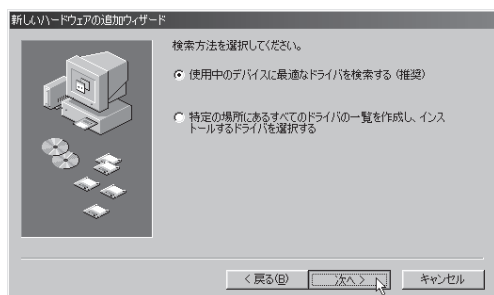 新しいハードウェアの追加ウィザード
検索方法を選択してください。
使用中のデバイスに最適なドライバを検索する (推奨)
特定の場所にあるすべてのドライバの一覧を作成し、インス
トールするドライバを選択する
< 戻る(B)
次へ >
キャンセル